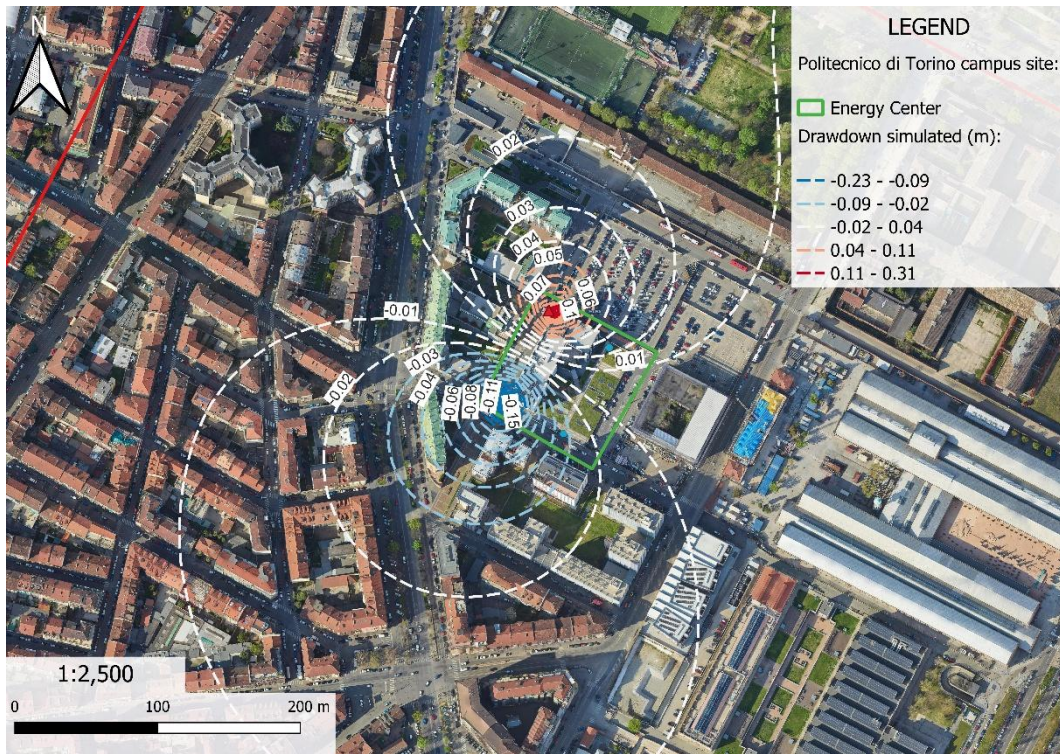 N
LEGEND
Politecnico di Torino campus site:
Energy Center
Drawdown simulated (m):
-0.23 - -0.09
-0.09 - -0.02
-0.02 - 0.04
0.04 - 0.11
0.11 - 0.31
0.02
0.03
0.04
0.05
0.07
0.06
0.11
-0.01
0.01
-0.03
-0.02
-0.04
-0.06
-0.08
-0.11
-0.15
1:2,500
0 100 200 m